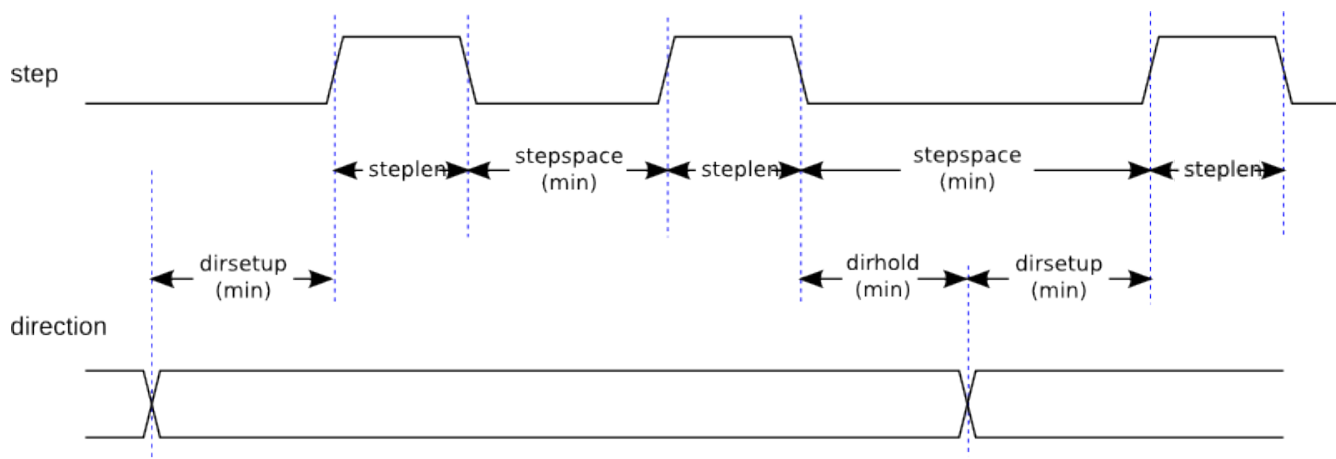 step
steplen
stepspace
(min)
steplen
stepspace
(min)
steplen
dirsetup
(min)
dirhold
(min)
dirsetup
(min)
direction